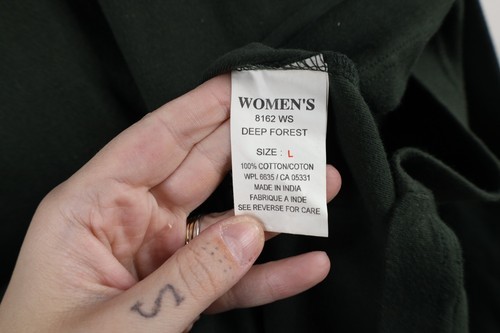 WOMEN'S
8162 WS
DEEP FOREST
SIZE : L
100% COTTON/COTON
WPL 6635 / CA 05331
MADE IN INDIA
FABRIQUE A INDE
SEE REVERSE FOR CARE